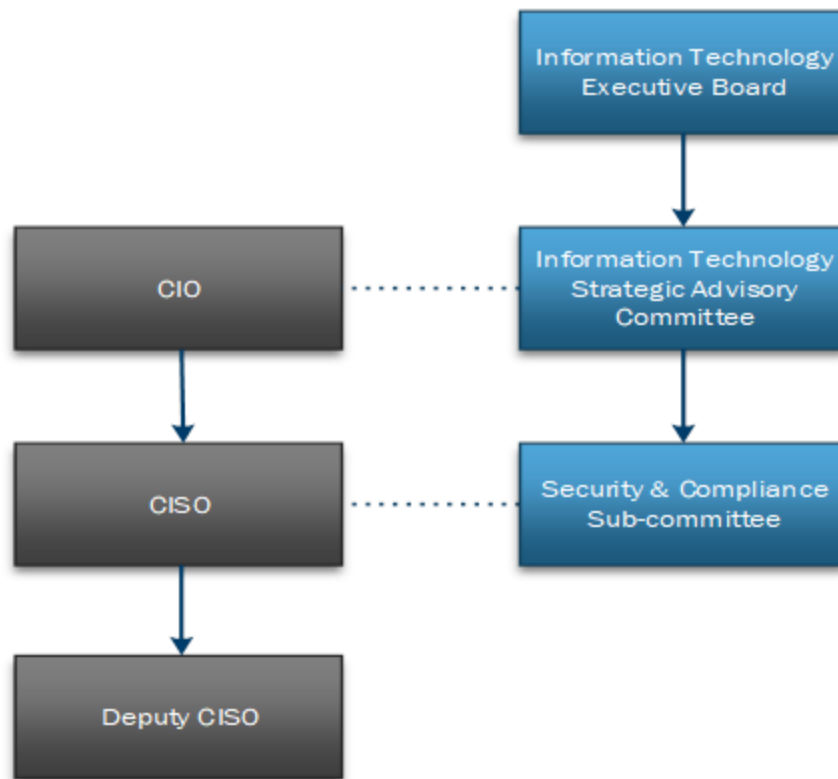 Information Technology
Executive Board
CIO
Information Technology
Strategic Advisory
Committee
CISO
Security & Compliance
Sub-committee
Deputy CISO